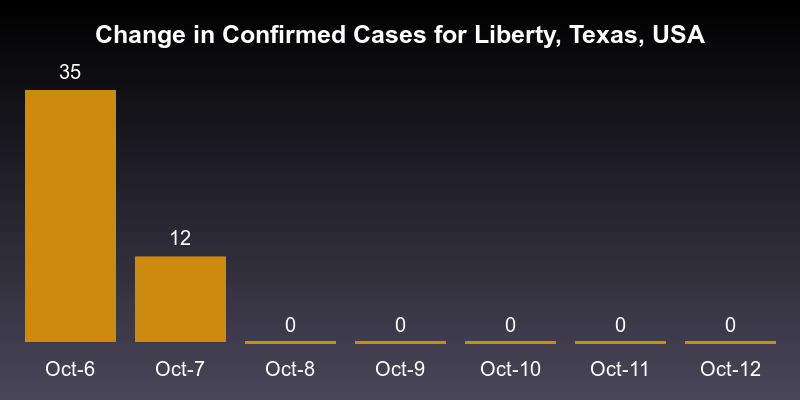 Change in Confirmed Cases for Liberty, Texas, USA
35
12
0
0
0
0
0
Oct-6
Oct-7
Oct-8
Oct-9
Oct-10
Oct-11
Oct-12